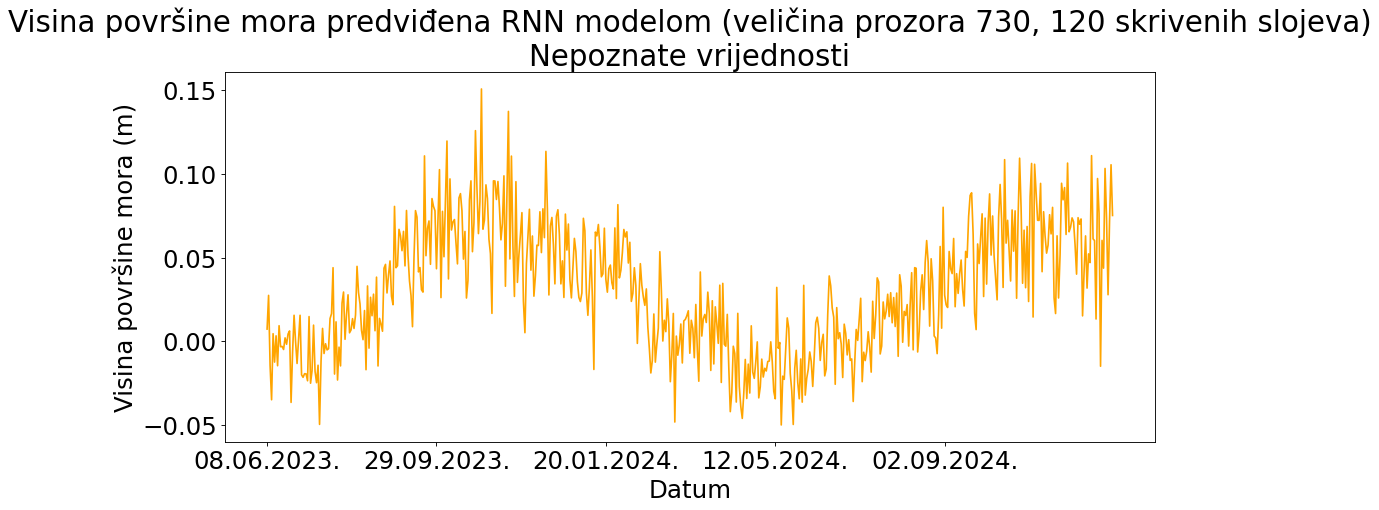 Visina površine mora predviđena RNN modelom (veličina prozora 730, 120 skrivenih slojeva)
Nepoznate vrijednosti
Visina površine mora (m)
0.15
0.10
0.05
0.00
−0.05
08.06.2023. 29.09.2023. 20.01.2024. 12.05.2024. 02.09.2024.
Datum